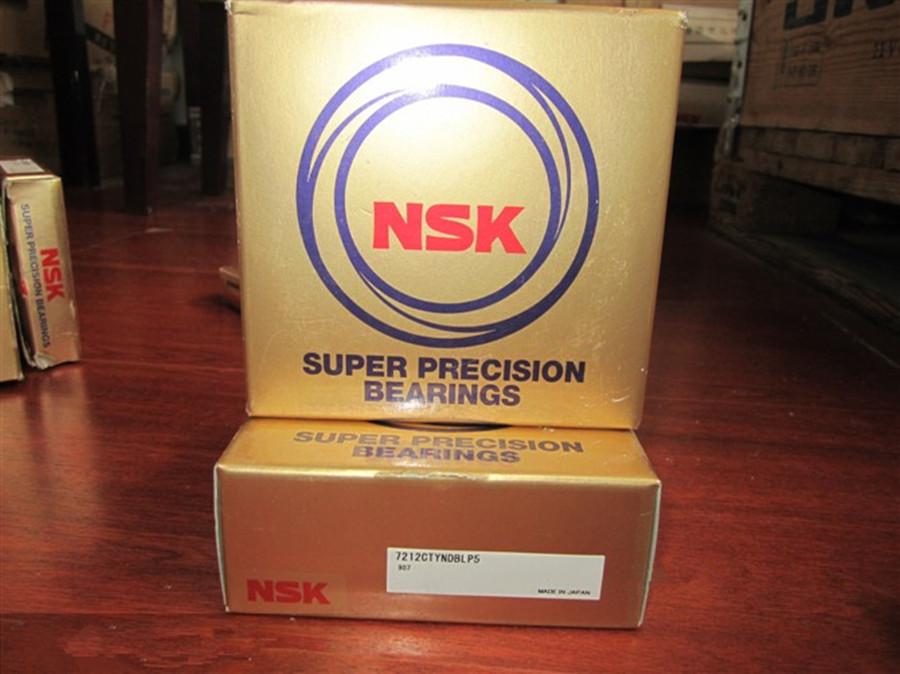 NSK
SUPER PRECISION
BEARINGS
SUPER PRECISION
BEARINGS
7212CTYNDBLP5
907
MADE IN JAPAN
NSK
NSK
SUPER PRECISION BEARINGS